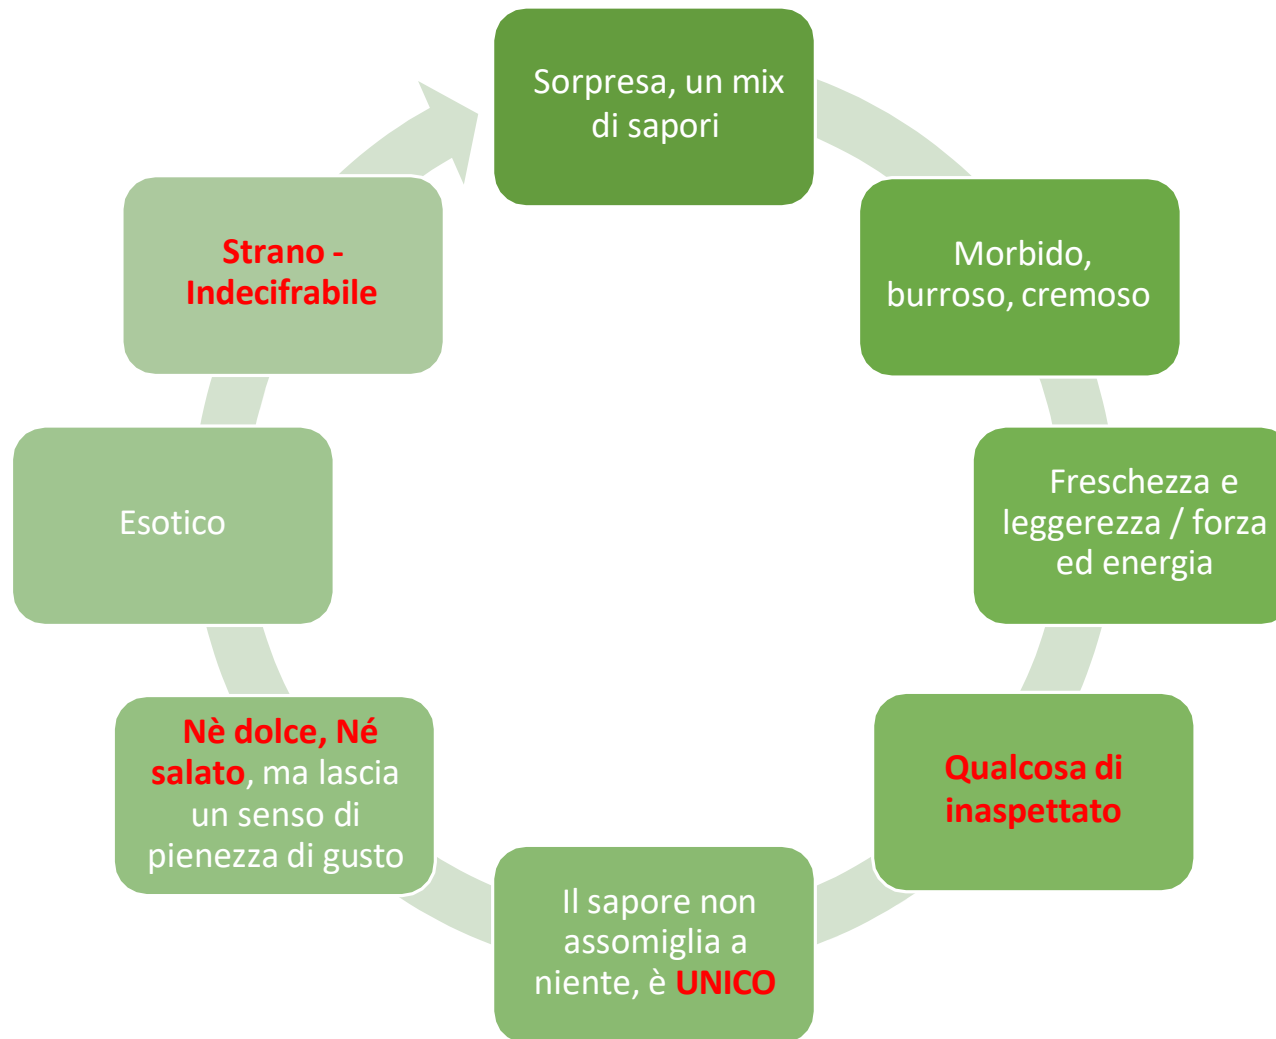 Sorpresa, un mix
di sapori
Morbido,
burroso, cremoso
Freschezza e
leggerezza / forza
ed energia
Qualcosa di
inaspettato
Il sapore non
assomiglia a
niente, è UNICO
Nè dolce, Né
salato, ma lascia
un senso di
pienezza di gusto
Esotico
Strano -
Indecifrabile